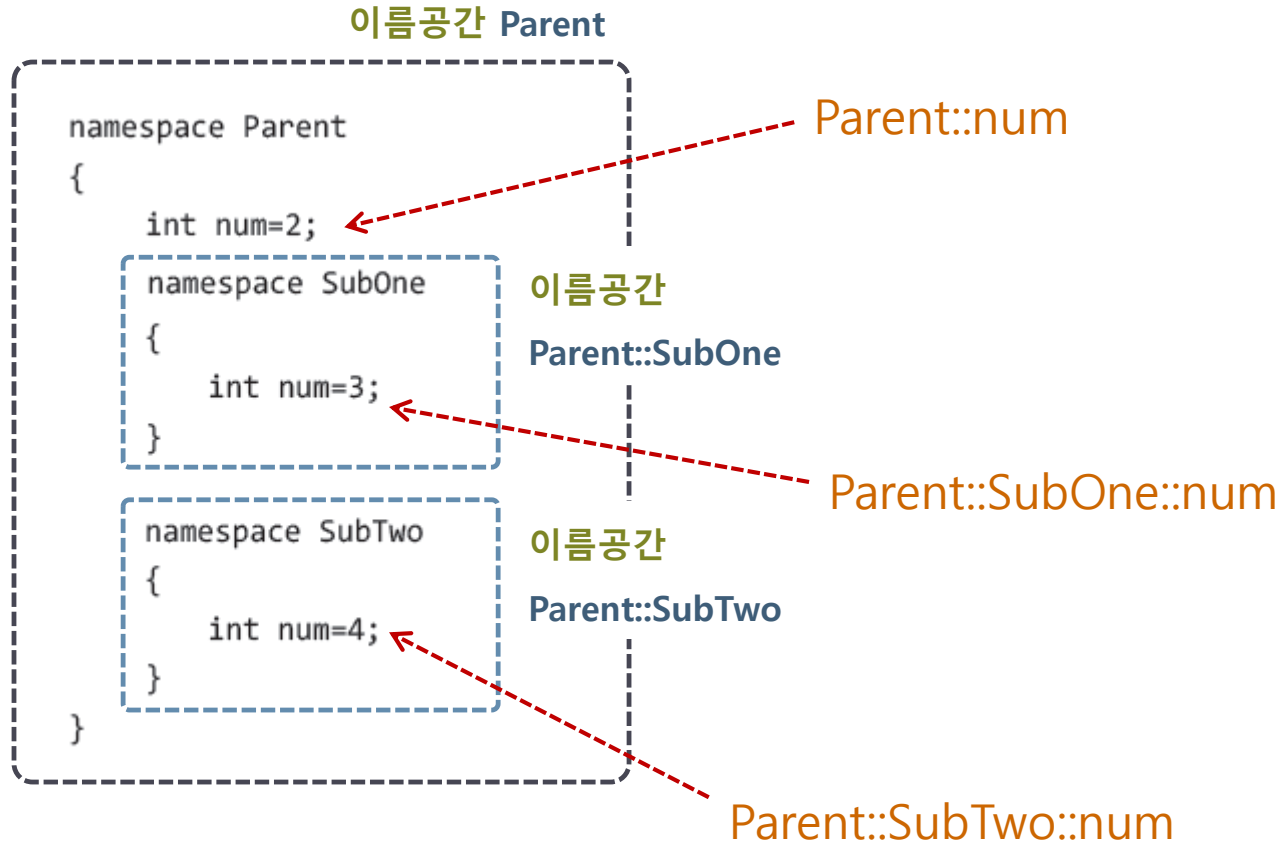 이름공간 Parent
namespace Parent
{
int num=2;
namespace SubOne
{
int num=3;
}
namespace SubTwo
{
int num=4;
}
}
이름공간
Parent::SubOne
이름공간
Parent::SubTwo
Parent::num
Parent::SubOne::num
Parent::SubTwo::num